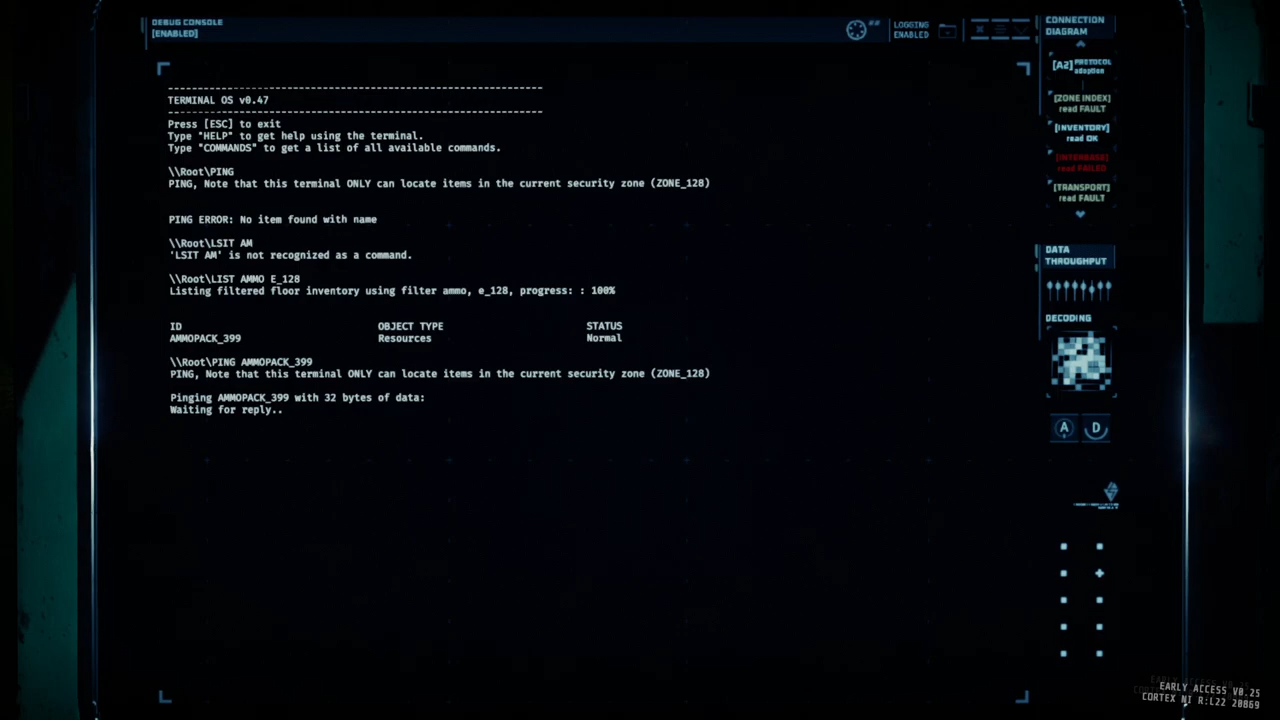 DEBUG CONSOLE
[ENABLED]
LOGGING
ENABLED
CONNECTION
DIAGRAM
[A2] PROTOCOL
adoption
[ZONE INDEX]
read FAULT
[INVENTORY]
read OK
[INTERBASE]
read FAILED
[TRANSPORT]
read FAULT
DATA
THROUGHPUT
DECODING
A D
--------------------------------------------------------------
TERMINAL OS v0.47
--------------------------------------------------------------
Press [ESC] to exit
Type "HELP" to get help using the terminal.
Type "COMMANDS" to get a list of all available commands.
\\Root\PING
PING, Note that this terminal ONLY can locate items in the current security zone (ZONE_128)
PING ERROR: No item found with name
\\Root\LSIT AM
'LSIT AM' is not recognized as a command.
\\Root\LIST AMMO E_128
Listing filtered floor inventory using filter ammo, e_128, progress: : 100%
ID OBJECT TYPE STATUS
AMMOPACK_399 Resources Normal
\\Root\PING AMMOPACK_399
PING, Note that this terminal ONLY can locate items in the current security zone (ZONE_128)
Pinging AMMOPACK_399 with 32 bytes of data:
Waiting for reply..
EARLY ACCESS V0.25
CORTEX NI R:L22 20869